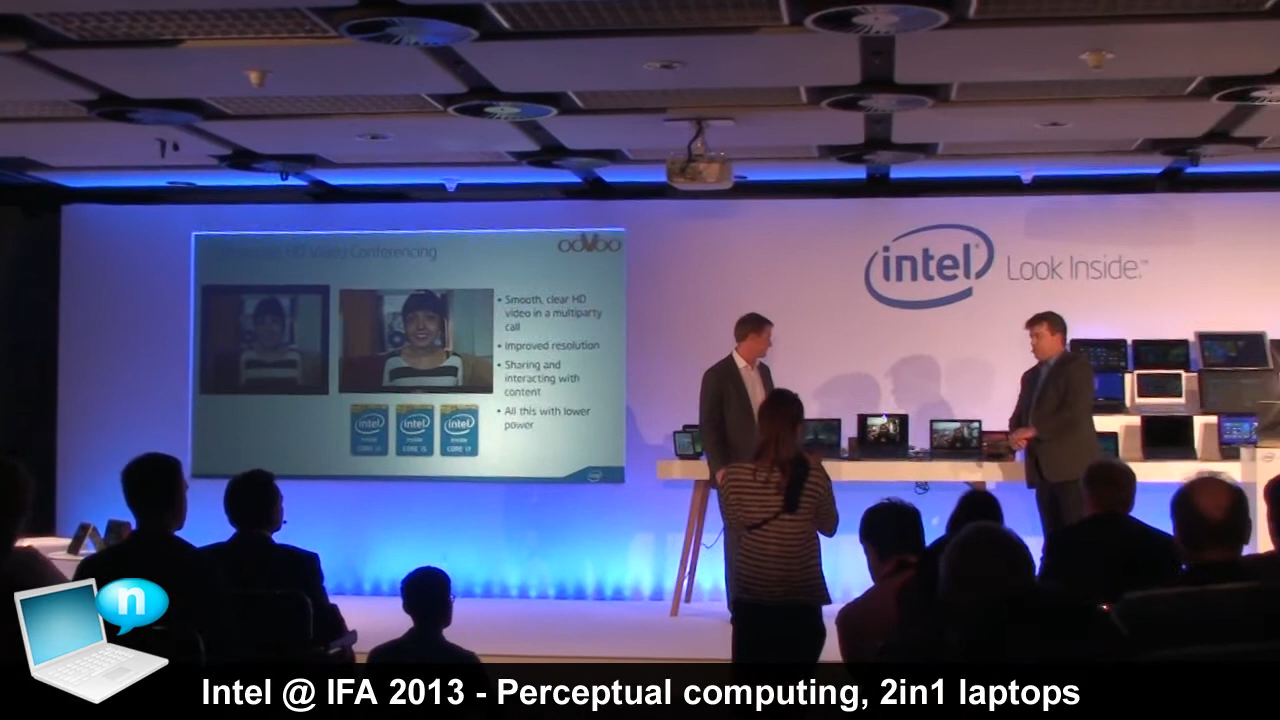 HD Video Conferencing
ooVoo
• Smooth, clear HD
video in a multiparty
call
• Improved resolution
• Sharing and
interacting with
content
• All this with lower
power
intel inside CORE i3
intel inside CORE i5
intel inside CORE i7
intel
intel
Look Inside.™
n
Intel @ IFA 2013 - Perceptual computing, 2in1 laptops